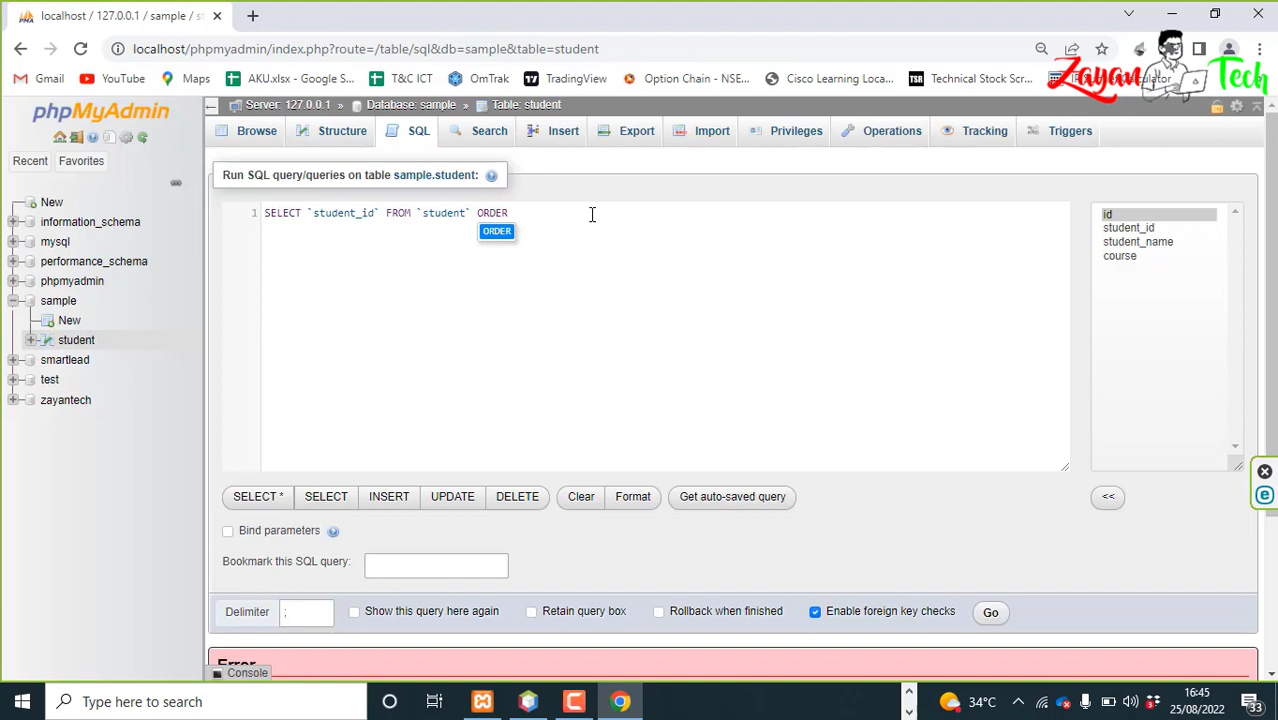 localhost / 127.0.0.1 / sample / s
localhost/phpmyadmin/index.php?route=/table/sql&db=sample&table=student
Gmail YouTube Maps AKU.xlsx - Google S... T&C ICT OmTrak TradingView Option Chain - NSE... Cisco Learning Loca... Technical Stock Scr...
Zayan Tech
phpMyAdmin
Recent Favorites
New
information_schema
mysql
performance_schema
phpmyadmin
sample
New
student
smartlead
test
zayantech
Server: 127.0.0.1 » Database: sample » Table: student
Browse Structure SQL Search Insert Export Import Privileges Operations Tracking Triggers
Run SQL query/queries on table sample.student:
1 SELECT `student_id` FROM `student` ORDER
ORDER
id
student_id
student_name
course
SELECT * SELECT INSERT UPDATE DELETE Clear Format Get auto-saved query <<
Bind parameters
Bookmark this SQL query:
Delimiter ; Show this query here again Retain query box Rollback when finished Enable foreign key checks Go
Error
Console
Type here to search
34°C
16:45
25/08/2022
33